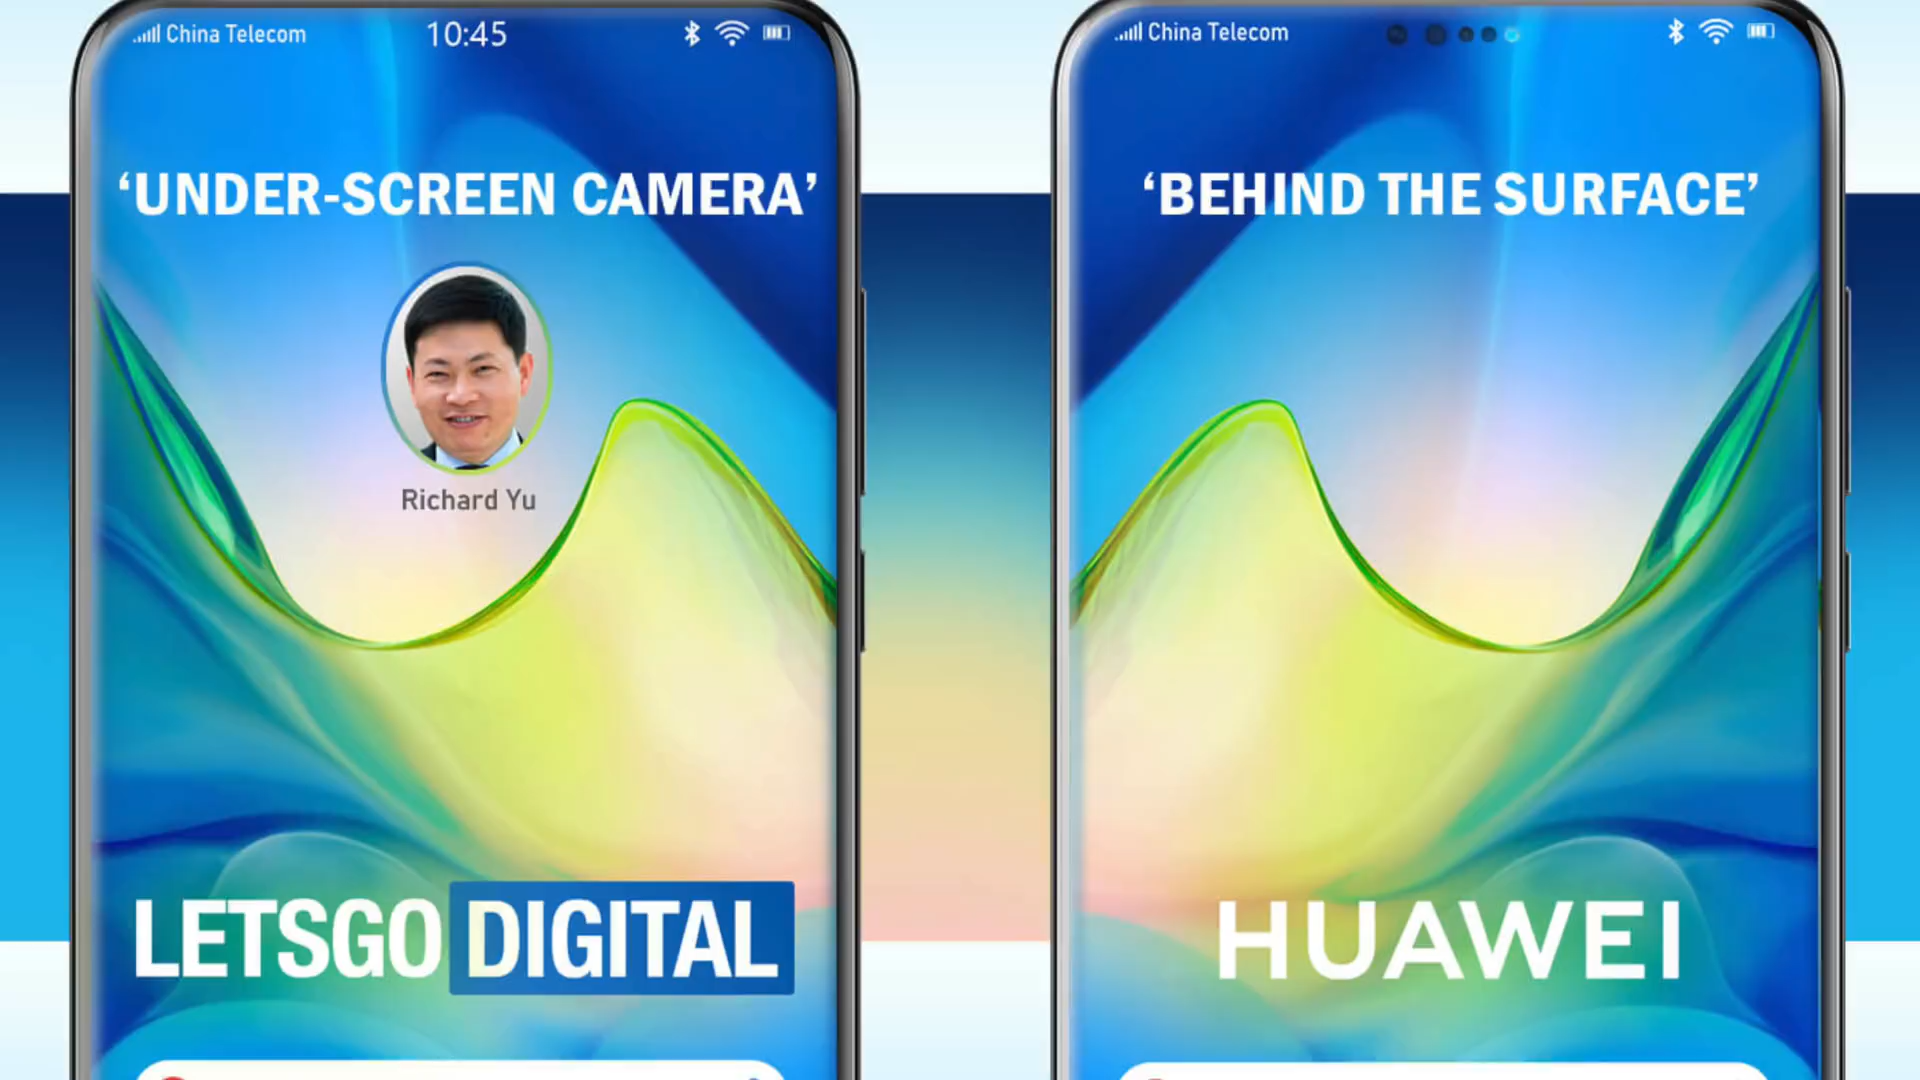 China Telecom 10:45
‘UNDER-SCREEN CAMERA’
Richard Yu
LETSGO DIGITAL
China Telecom
‘BEHIND THE SURFACE’
HUAWEI